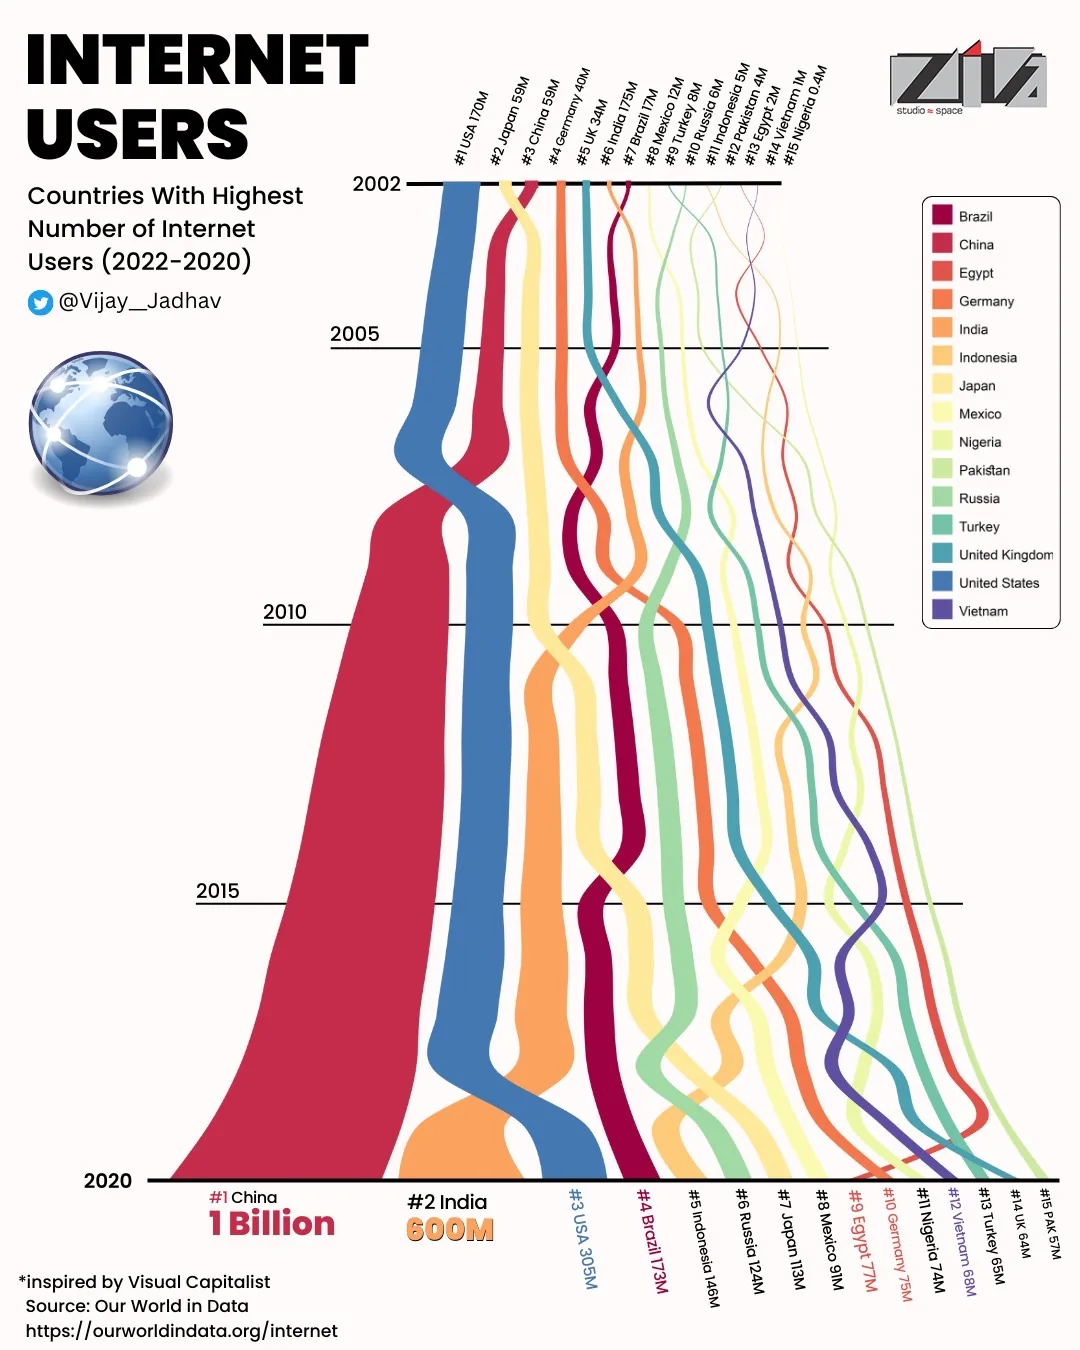 INTERNET
USERS
Countries With Highest
Number of Internet
Users (2022-2020)
@Vijay__Jadhav
ZiVA
studio ≈ space
#1 USA 170M
#2 Japan 59M
#3 China 59M
#4 Germany 40M
#5 UK 34M
#6 India 175M
#7 Brazil 17M
#8 Mexico 12M
#9 Turkey 8M
#10 Russia 6M
#11 Indonesia 5M
#12 Pakistan 4M
#13 Egypt 2M
#14 Vietnam 1M
#15 Nigeria 0.4M
2002
2005
2010
2015
2020
Brazil
China
Egypt
Germany
India
Indonesia
Japan
Mexico
Nigeria
Pakistan
Russia
Turkey
United Kingdom
United States
Vietnam
#1 China
1 Billion
#2 India
600M
#3 USA 305M
#4 Brazil 173M
#5 Indonesia 146M
#6 Russia 124M
#7 Japan 113M
#8 Mexico 91M
#9 Egypt 77M
#10 Germany 75M
#11 Nigeria 74M
#12 Vietnam 68M
#13 Turkey 65M
#14 UK 64M
#15 PAK 57M
*inspired by Visual Capitalist
Source: Our World in Data
https://ourworldindata.org/internet